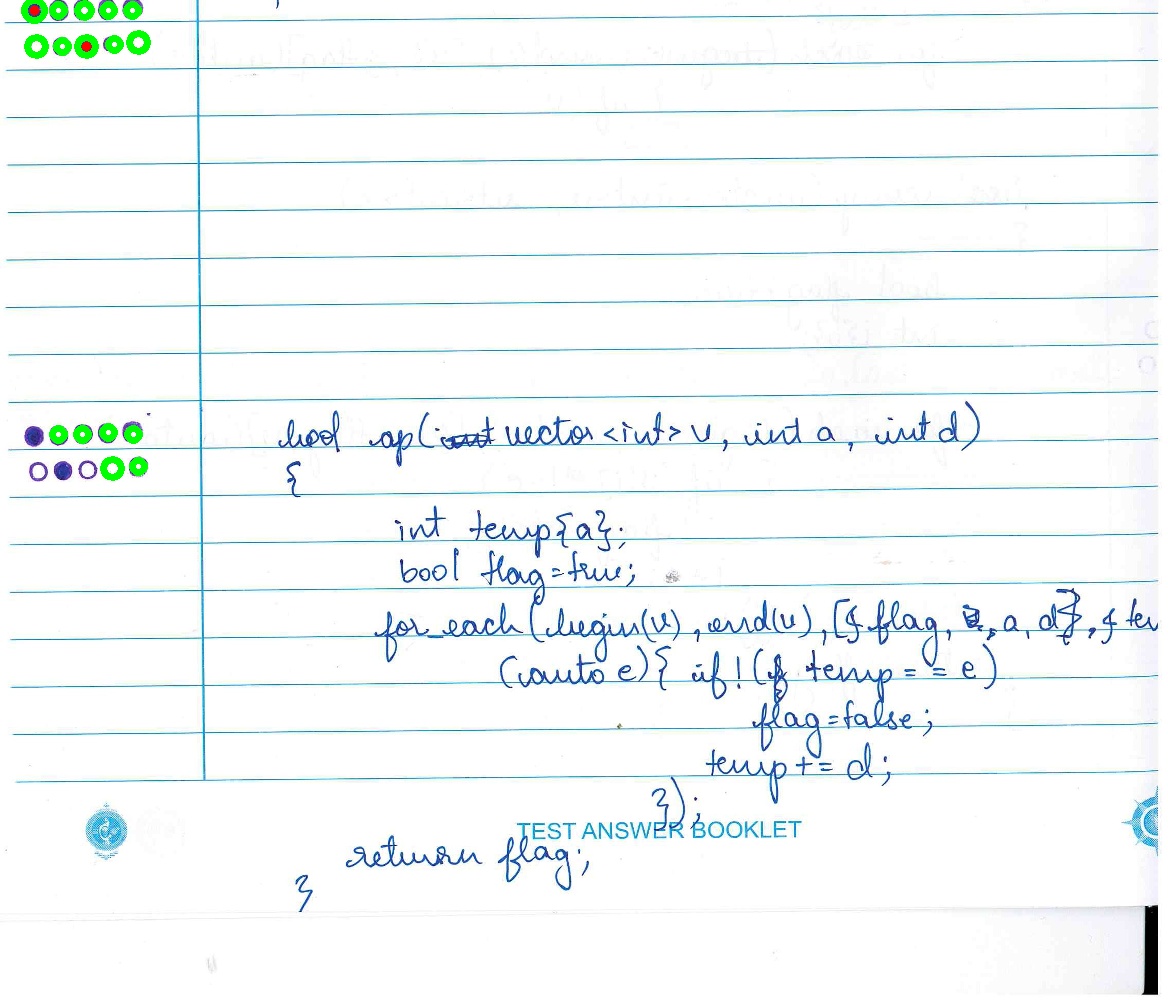 bool ap(vector <int> v, int a, int d)
{
int temp{a};
bool flag=true;
for_each(begin(v), end(v), [& flag, , a, d], & te
(auto e){ if!( temp== e)
flag=false;
temp+= d;
});
TEST ANSWER BOOKLET
return flag;
}